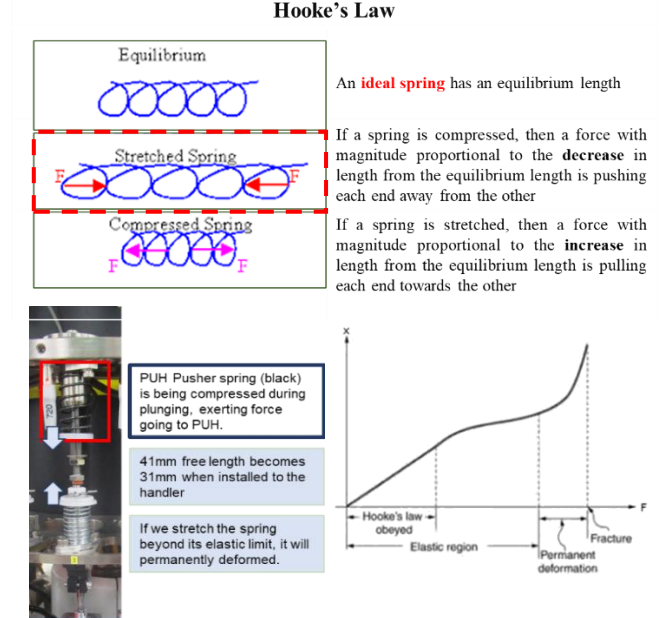 Hooke's Law
Equilibrium
An ideal spring has an equilibrium length
Stretched Spring
F
F
If a spring is compressed, then a force with
magnitude proportional to the decrease in
length from the equilibrium length is pushing
each end away from the other
Compressed Spring
F
F
If a spring is stretched, then a force with
magnitude proportional to the increase in
length from the equilibrium length is pulling
each end towards the other
720
PUH Pusher spring (black)
is being compressed during
plunging, exerting force
going to PUH.
41mm free length becomes
31mm when installed to the
handler
If we stretch the spring
beyond its elastic limit, it will
permanently deformed.
X
F
Hooke's law
obeyed
Elastic region
Permanent
deformation
Fracture